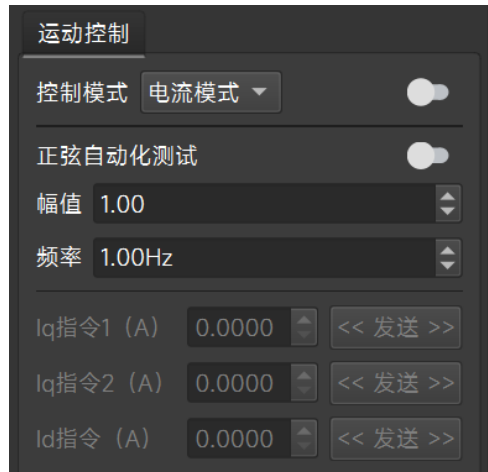 运动控制
控制模式 电流模式
正弦自动化测试
幅值 1.00
频率 1.00Hz
Iq指令1（A） 0.0000 << 发送 >>
Iq指令2（A） 0.0000 << 发送 >>
Id指令（A） 0.0000 << 发送 >>